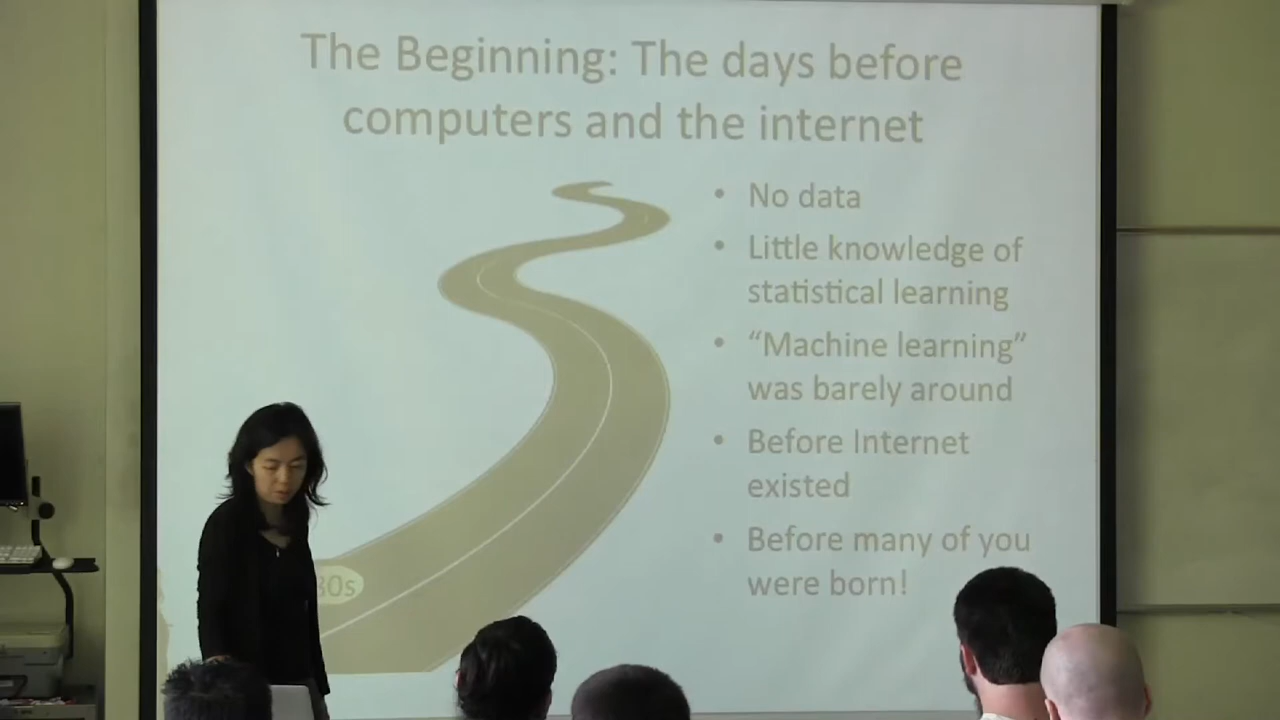 The Beginning: The days before
computers and the internet
• No data
• Little knowledge of
statistical learning
• “Machine learning”
was barely around
• Before Internet
existed
• Before many of you
were born!